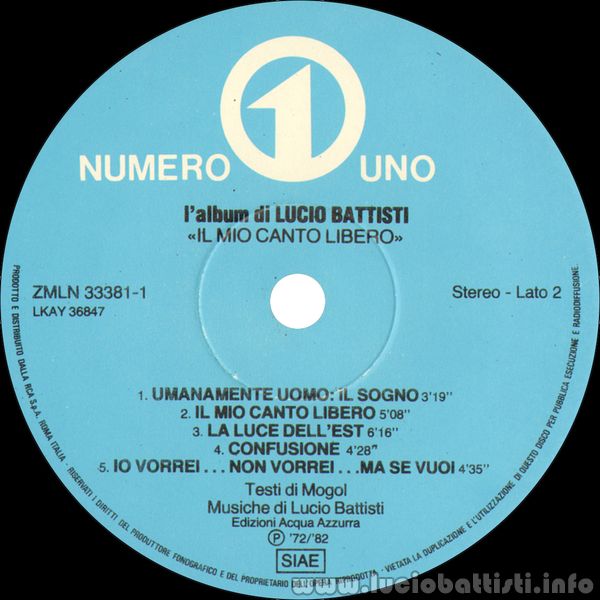 1
NUMERO UNO
l'album di LUCIO BATTISTI
«IL MIO CANTO LIBERO»
ZMLN 33381-1
LKAY 36847
Stereo - Lato 2
1. UMANAMENTE UOMO: IL SOGNO 3'19"
2. IL MIO CANTO LIBERO 5'08"
3. LA LUCE DELL'EST 6'16"
4. CONFUSIONE 4'28"
5. IO VORREI . . . NON VORREI . . . MA SE VUOI 4'35"
Testi di Mogol
Musiche di Lucio Battisti
Edizioni Acqua Azzurra
Ⓟ '72/'82
SIAE
PRODOTTO E DISTRIBUITO DALLA RCA S.p.A. ROMA ITALIA - RISERVATI I DIRITTI DEL PRODUTTORE FONOGRAFICO E DEL PROPRIETARIO DELL'OPERA RIPRODOTTA - VIETATA LA DUPLICAZIONE E L'UTILIZZAZIONE DI QUESTO DISCO PER PUBBLICA ESECUZIONE E RADIODIFFUSIONE.
www.luciobattisti.info